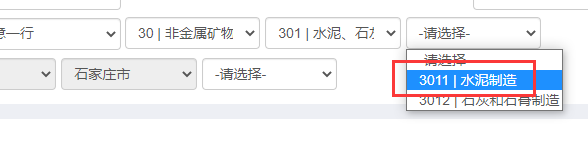 一行
30 | 非金属矿物
301 | 水泥、石
-请选择-
-请选择-
3011 | 水泥制造
3012 | 石灰和石膏制造
石家庄市
-请选择-